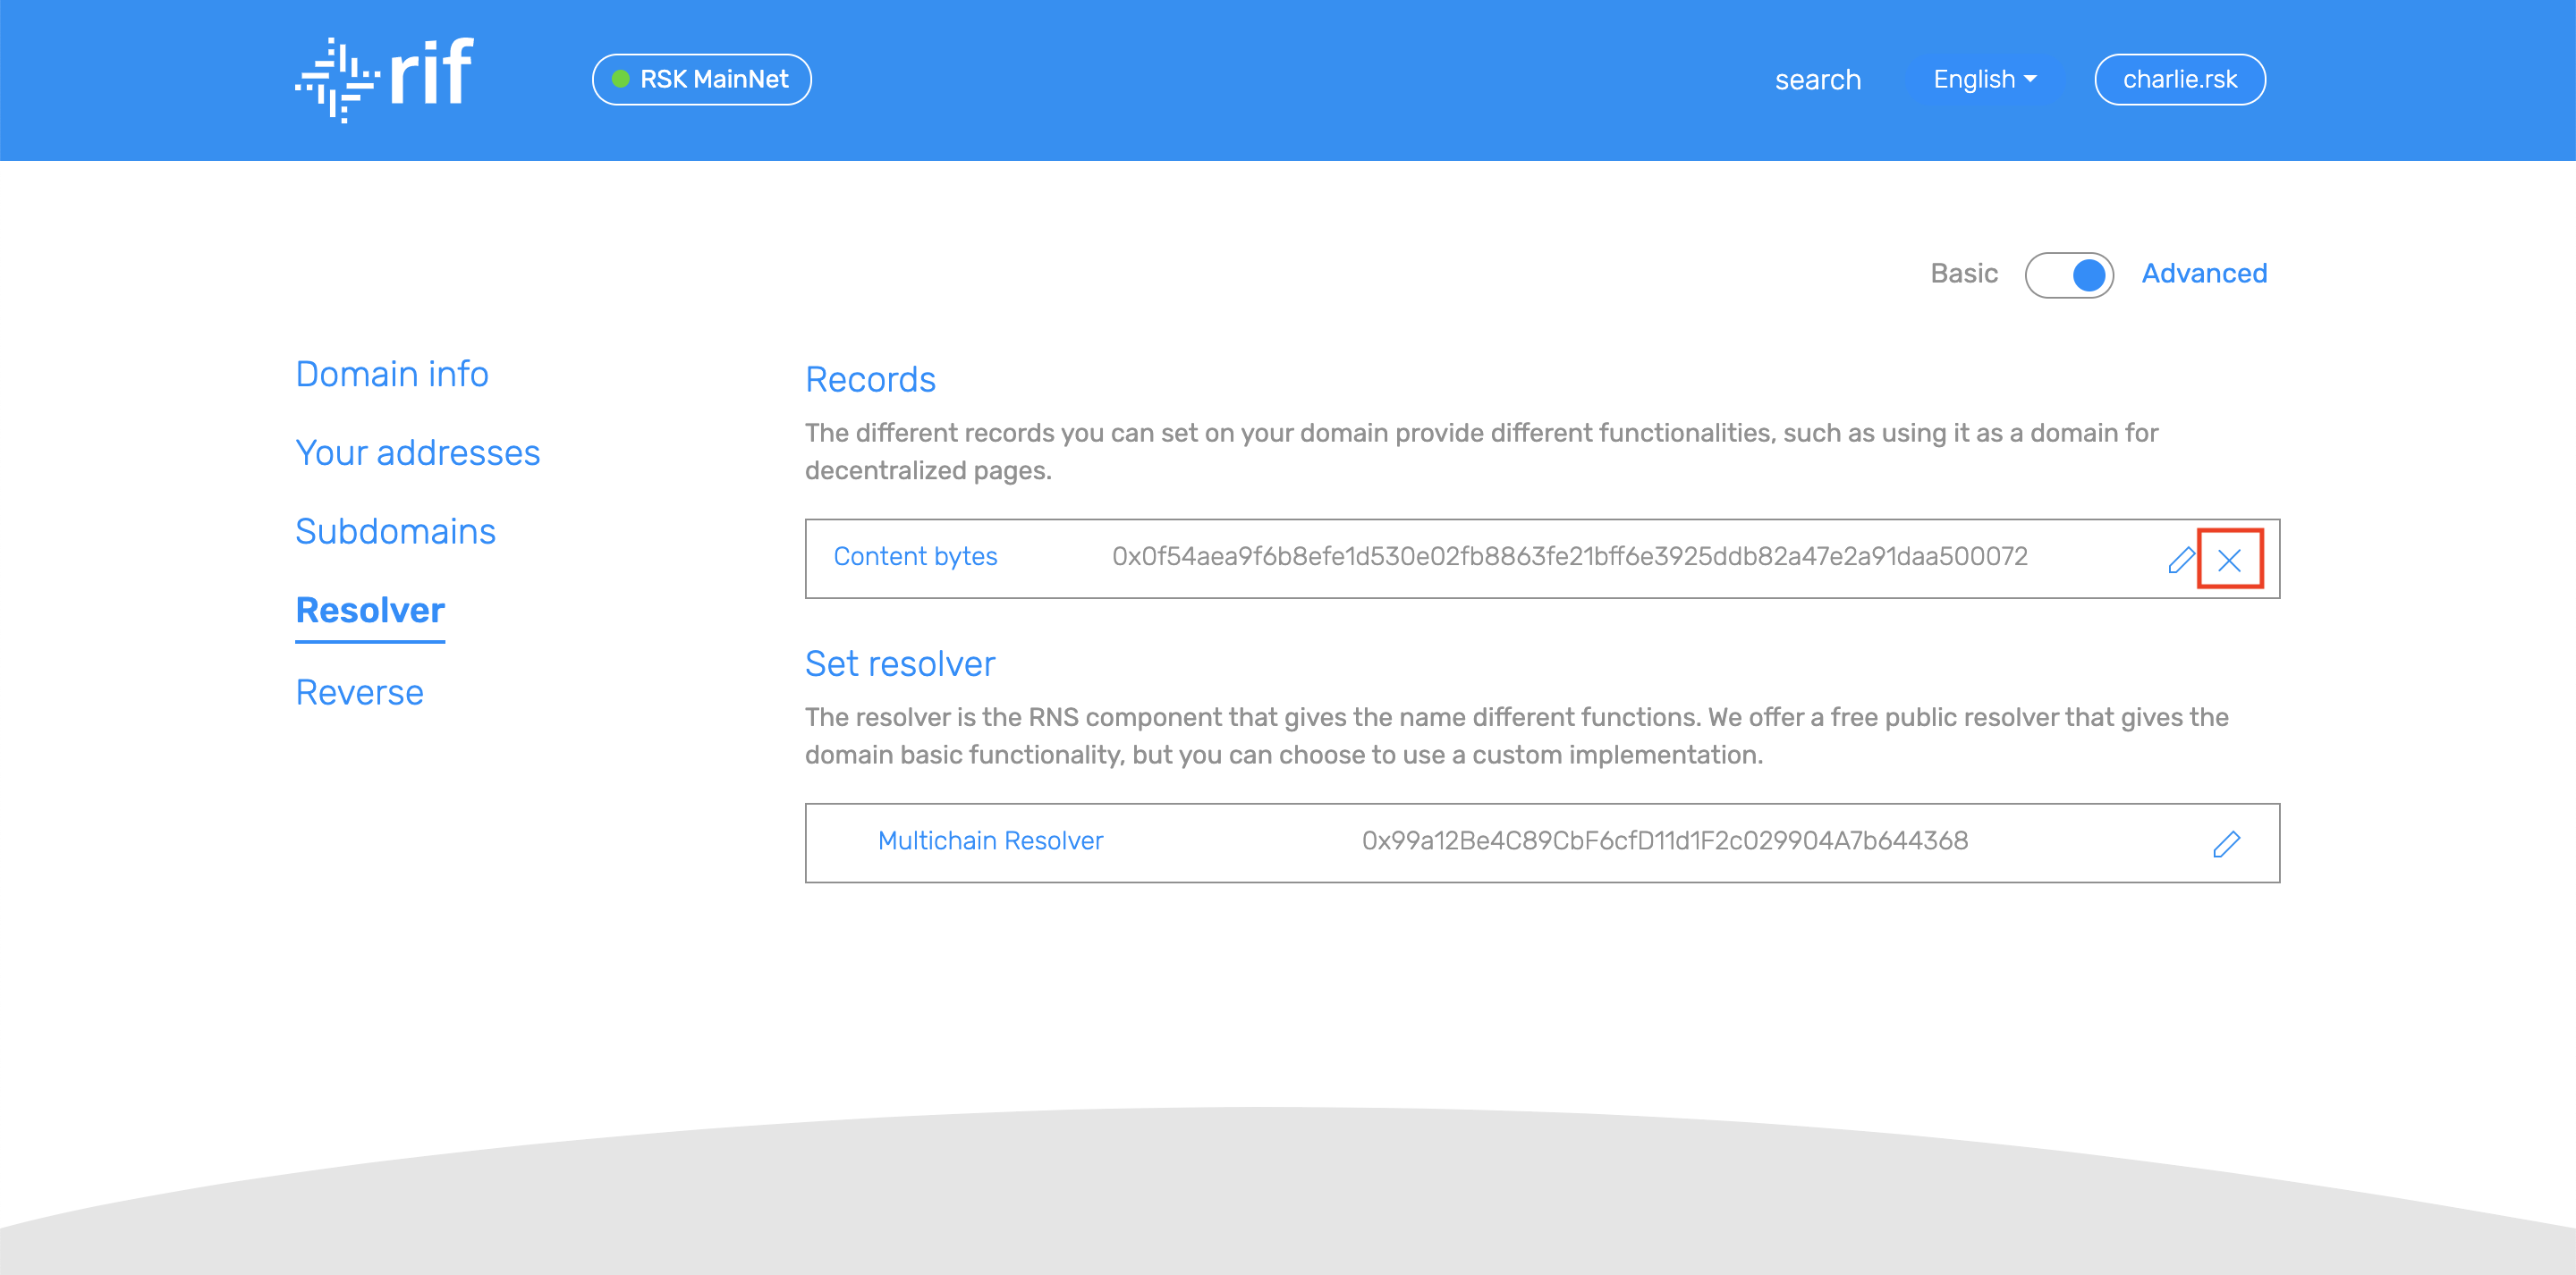 rif
RSK MainNet
search
English
charlie.rsk
Basic
Advanced
Domain info
Your addresses
Subdomains
Resolver
Reverse
Records
The different records you can set on your domain provide different functionalities, such as using it as a domain for
decentralized pages.
Content bytes
0x0f54aea9f6b8efe1d530e02fb8863fe21bff6e3925ddb82a47e2a91daa500072
Set resolver
The resolver is the RNS component that gives the name different functions. We offer a free public resolver that gives the
domain basic functionality, but you can choose to use a custom implementation.
Multichain Resolver
0x99a12Be4C89CbF6cfD11d1F2c029904A7b644368